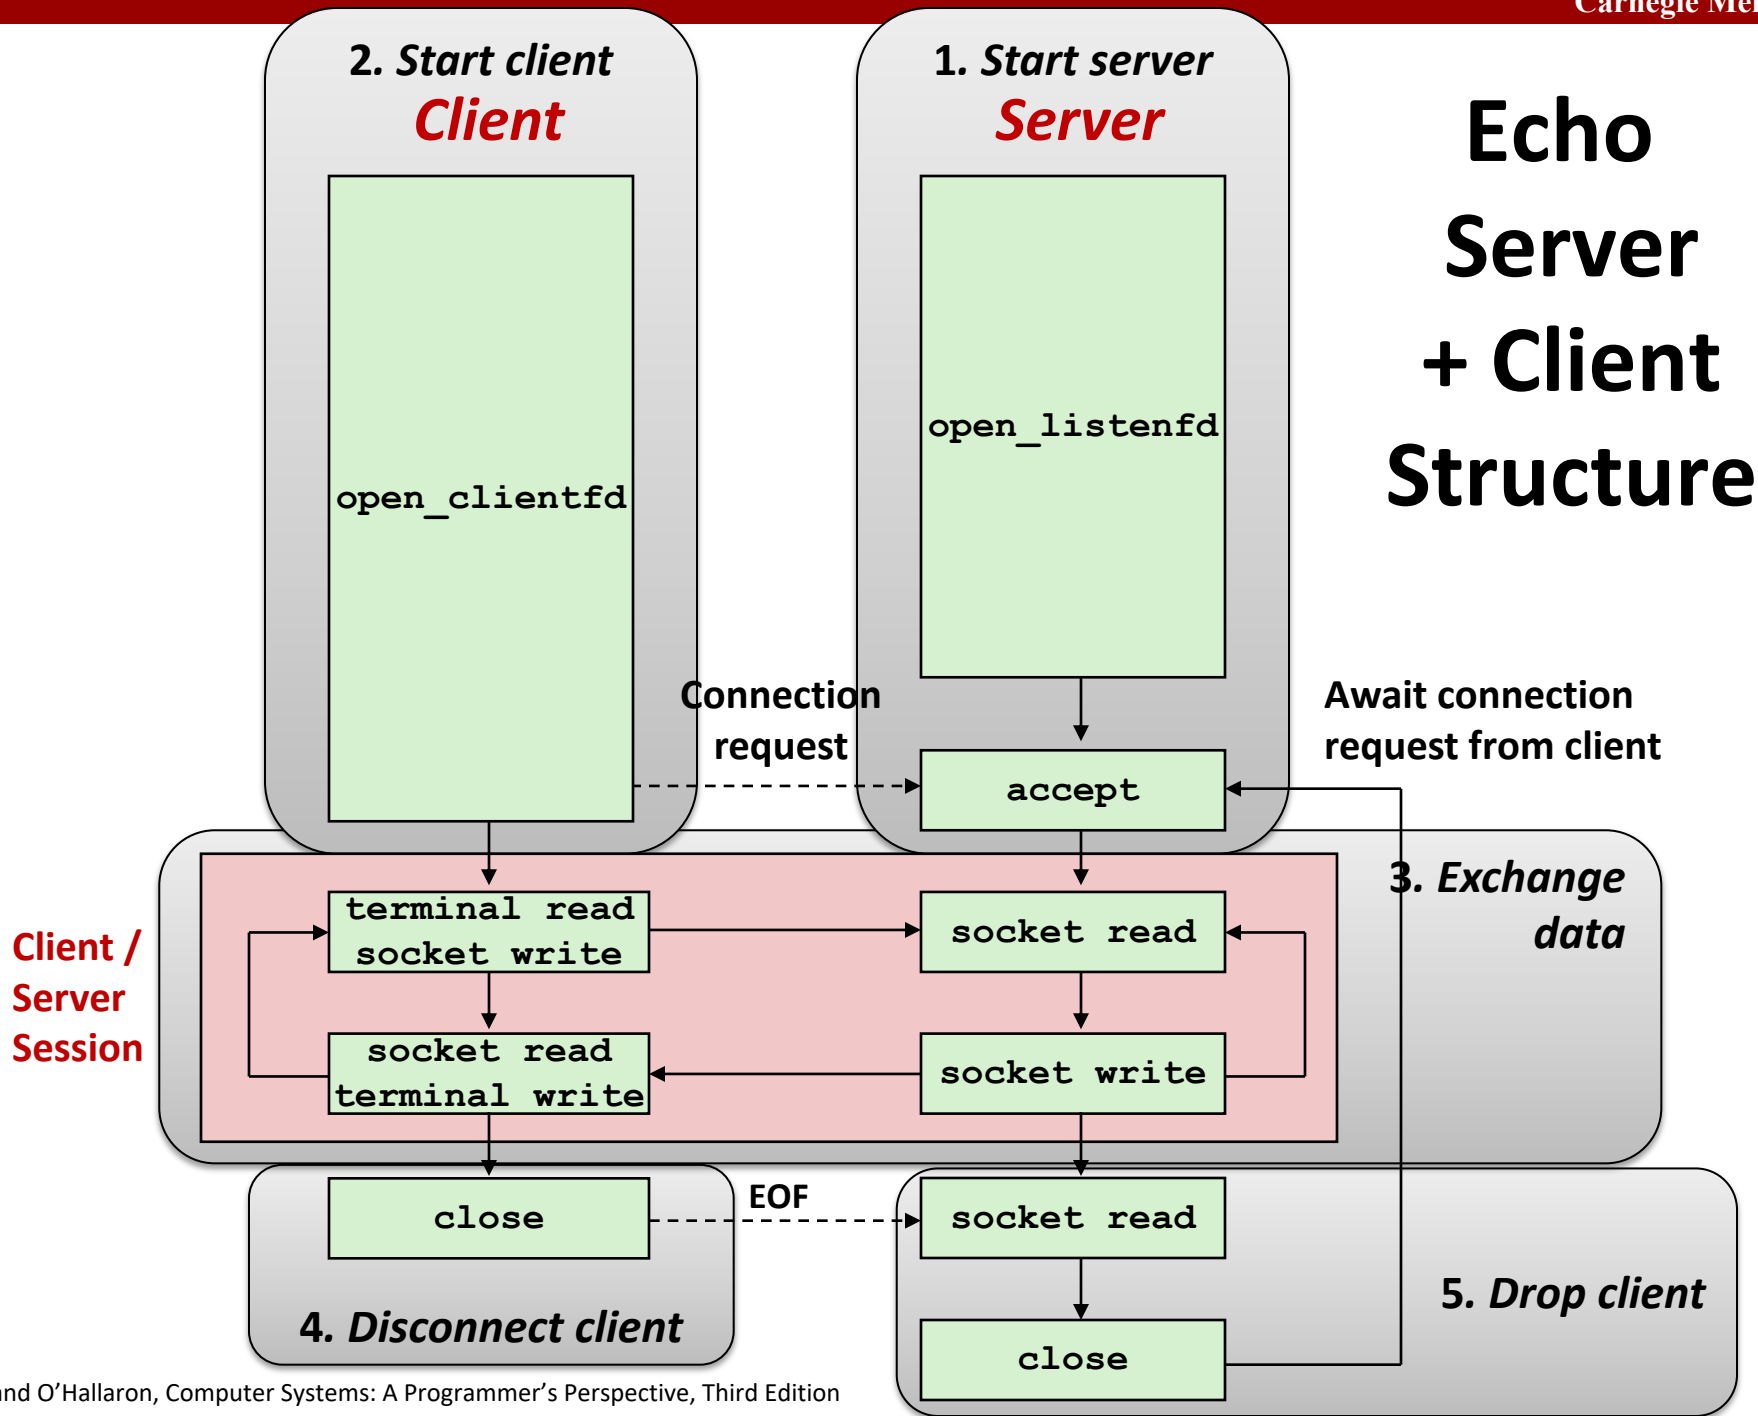 Carnegie
2. Start client
Client
1. Start server
Server
Echo
Server
+ Client
Structure
open_listenfd
open_clientfd
Connection
request
Await connection
request from client
accept
3. Exchange
data
Client /
Server
Session
terminal read
socket write
socket read
socket read
terminal write
socket write
close
EOF
socket read
4. Disconnect client
5. Drop client
close
and O'Hallaron, Computer Systems: A Programmer's Perspective, Third Edition